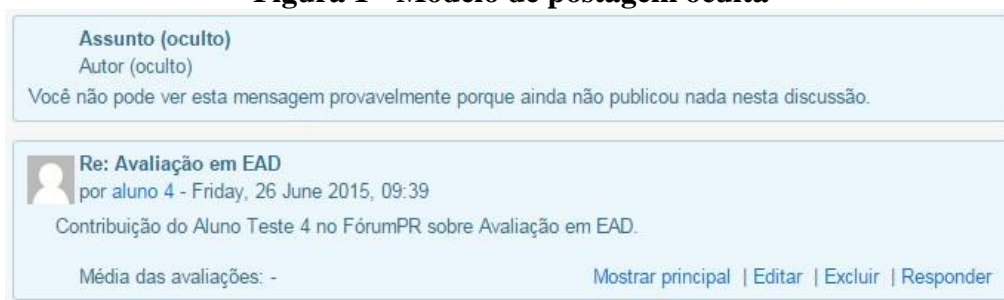 Figura 1 - Modelo de postagem oculta
Assunto (oculto)
Autor (oculto)
Você não pode ver esta mensagem provavelmente porque ainda não publicou nada nesta discussão.
Re: Avaliação em EAD
por aluno 4 - Friday, 26 June 2015, 09:39
Contribuição do Aluno Teste 4 no FórumPR sobre Avaliação em EAD.
Média das avaliações: - Mostrar principal | Editar | Excluir | Responder